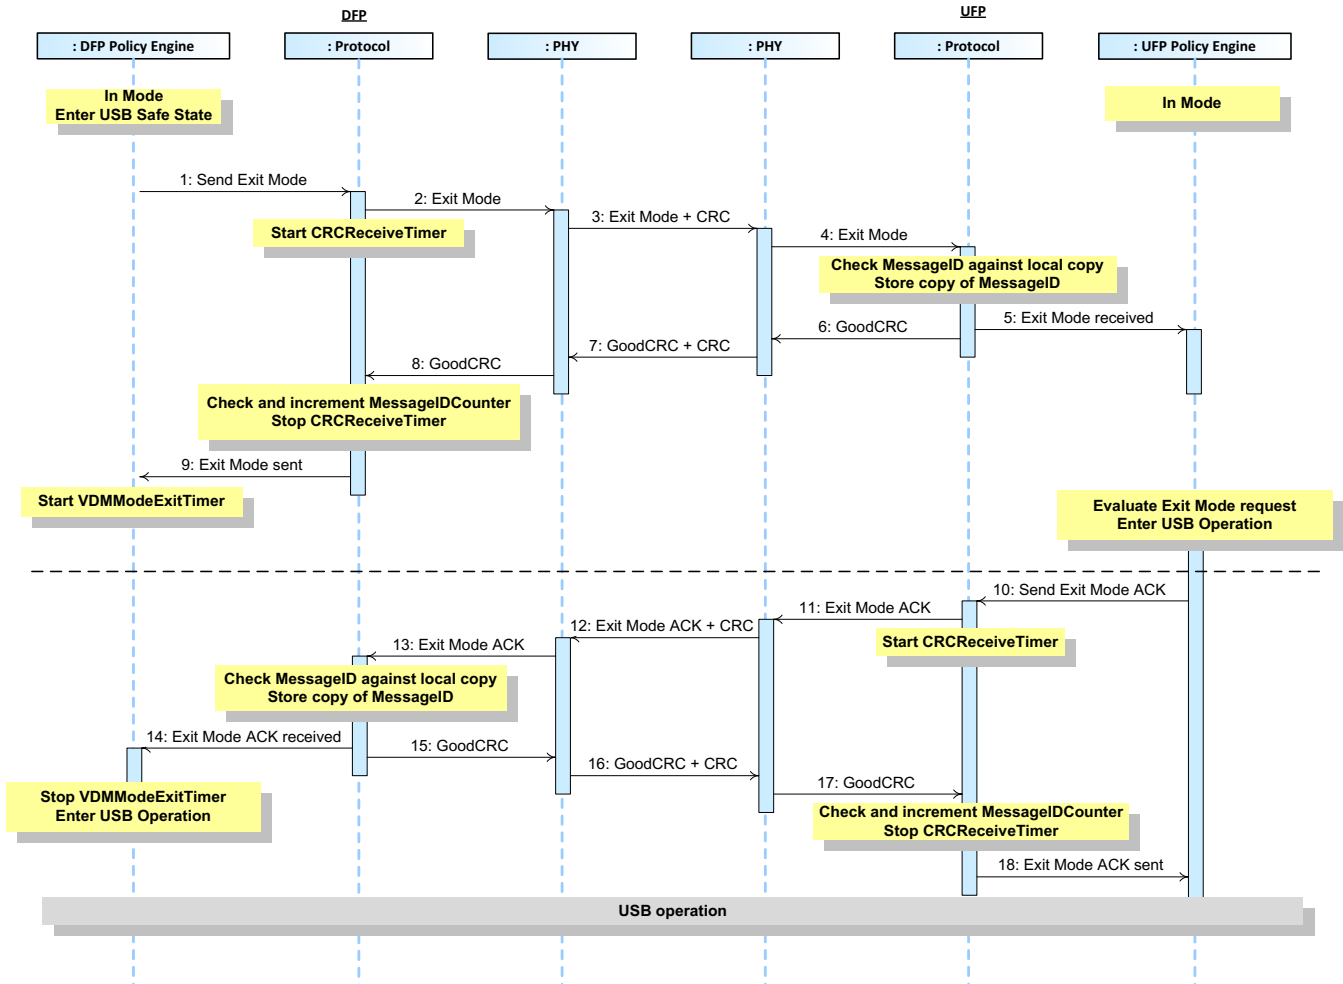 DFP
UFP
: DFP Policy Engine
: Protocol
: PHY
: PHY
: Protocol
: UFP Policy Engine
In Mode
Enter USB Safe State
In Mode
1: Send Exit Mode
2: Exit Mode
3: Exit Mode + CRC
Start CRCReceiveTimer
4: Exit Mode
Check MessageID against local copy
Store copy of MessageID
5: Exit Mode received
6: GoodCRC
7: GoodCRC + CRC
8: GoodCRC
Check and increment MessageIDCounter
Stop CRCReceiveTimer
9: Exit Mode sent
Start VDMModeExitTimer
Evaluate Exit Mode request
Enter USB Operation
10: Send Exit Mode ACK
11: Exit Mode ACK
12: Exit Mode ACK + CRC
Start CRCReceiveTimer
13: Exit Mode ACK
Check MessageID against local copy
Store copy of MessageID
14: Exit Mode ACK received
15: GoodCRC
16: GoodCRC + CRC
17: GoodCRC
Stop VDMModeExitTimer
Enter USB Operation
Check and increment MessageIDCounter
Stop CRCReceiveTimer
18: Exit Mode ACK sent
USB operation